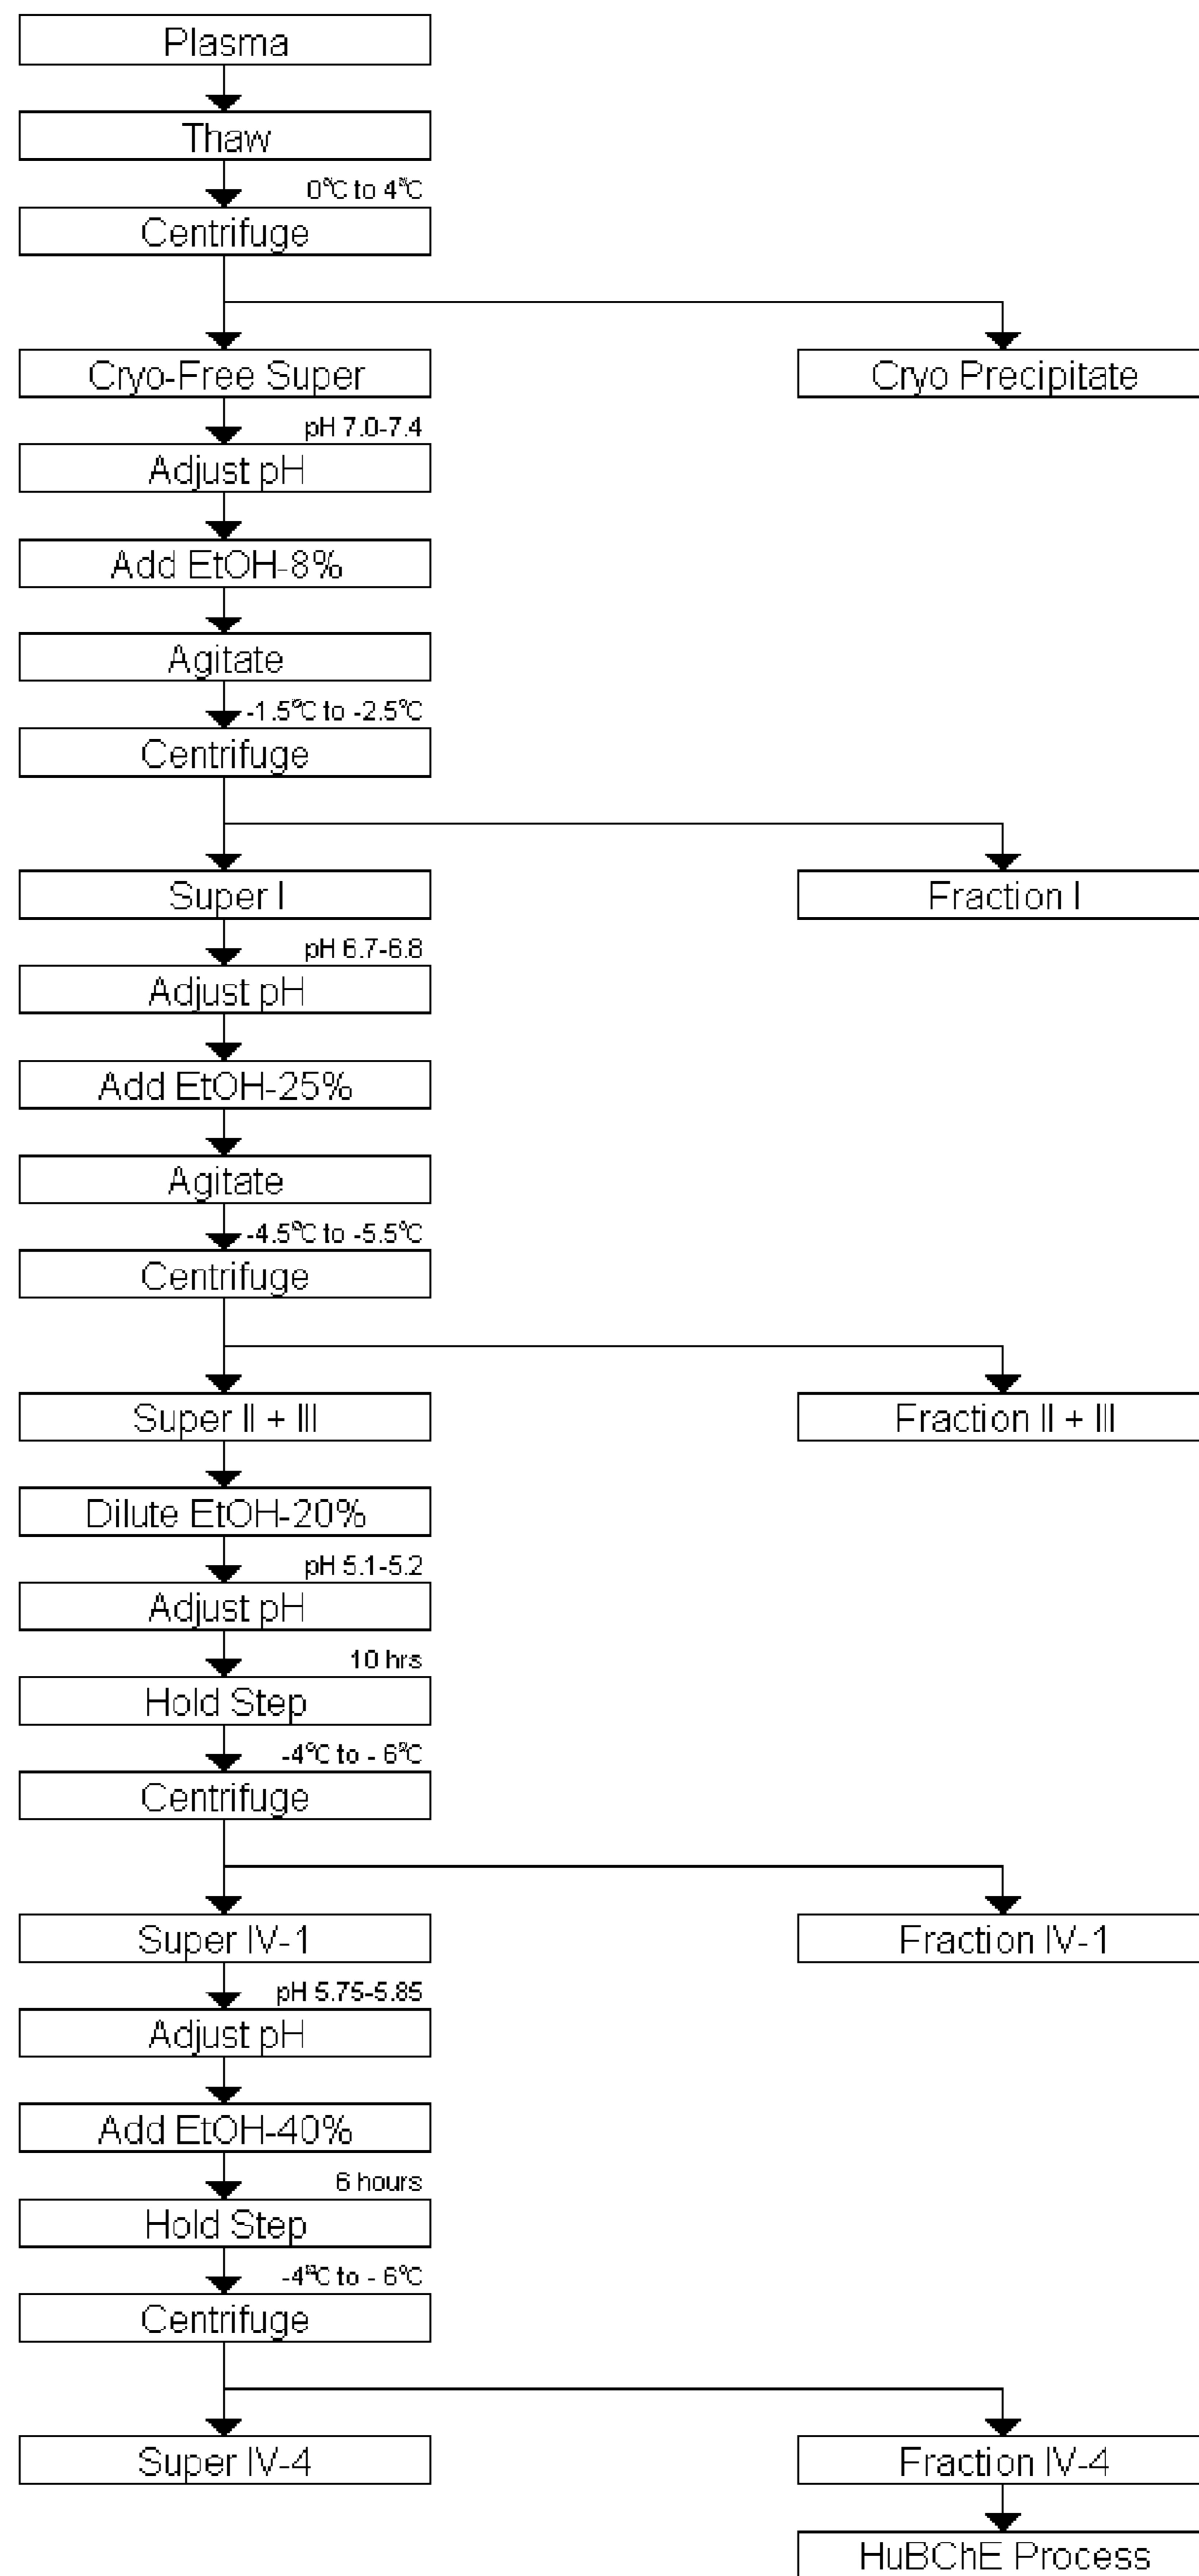 Plasma
Thaw
0°C to 4°C
Centrifuge
Cryo-Free Super
Cryo Precipitate
pH 7.0-7.4
Adjust pH
Add EtOH-8%
Agitate
-1.5°C to -2.5°C
Centrifuge
Super I
Fraction I
pH 6.7-6.8
Adjust pH
Add EtOH-25%
Agitate
-4.5°C to -5.5°C
Centrifuge
Super II + III
Fraction II + III
Dilute EtOH-20%
pH 5.1-5.2
Adjust pH
10 hrs
Hold Step
-4°C to - 6°C
Centrifuge
Super IV-1
Fraction IV-1
pH 5.75-5.85
Adjust pH
Add EtOH-40%
6 hours
Hold Step
-4°C to - 6°C
Centrifuge
Super IV-4
Fraction IV-4
HuBChE Process